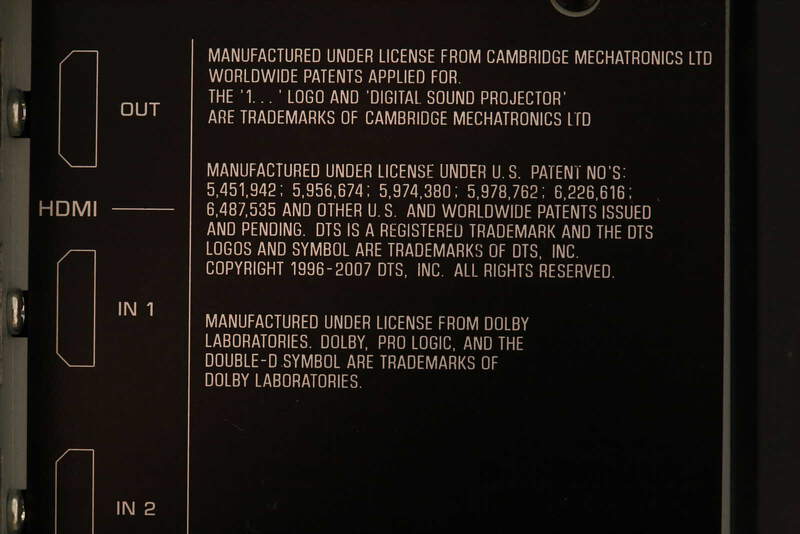 MANUFACTURED UNDER LICENSE FROM CAMBRIDGE MECHATRONICS LTD
WORLDWIDE PATENTS APPLIED FOR.
THE '1...' LOGO AND 'DIGITAL SOUND PROJECTOR'
ARE TRADEMARKS OF CAMBRIDGE MECHATRONICS LTD
OUT
MANUFACTURED UNDER LICENSE UNDER U.S. PATENT NO'S:
5,451,942; 5,956,674; 5,974,380; 5,978,762; 6,226,616;
6,487,535 AND OTHER U.S. AND WORLDWIDE PATENTS ISSUED
AND PENDING. DTS IS A REGISTERED TRADEMARK AND THE DTS
LOGOS AND SYMBOL ARE TRADEMARKS OF DTS, INC.
COPYRIGHT 1996-2007 DTS, INC. ALL RIGHTS RESERVED.
HDMI
IN 1
MANUFACTURED UNDER LICENSE FROM DOLBY
LABORATORIES. DOLBY, PRO LOGIC, AND THE
DOUBLE-D SYMBOL ARE TRADEMARKS OF
DOLBY LABORATORIES.
IN 2